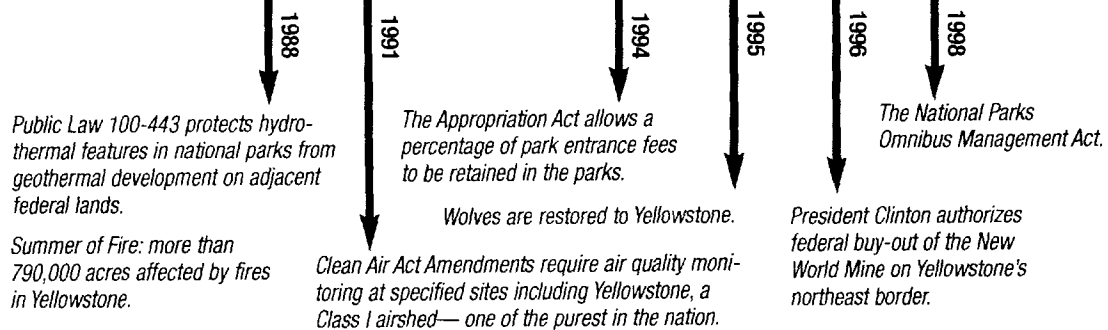 1988
1991
1994
1995
1996
1998
Public Law 100-443 protects hydro-
thermal features in national parks from
geothermal development on adjacent
federal lands.
Summer of Fire: more than
790,000 acres affected by fires
in Yellowstone.
Clean Air Act Amendments require air quality moni-
toring at specified sites including Yellowstone, a
Class I airshed— one of the purest in the nation.
The Appropriation Act allows a
percentage of park entrance fees
to be retained in the parks.
Wolves are restored to Yellowstone.
President Clinton authorizes
federal buy-out of the New
World Mine on Yellowstone's
northeast border.
The National Parks
Omnibus Management Act.